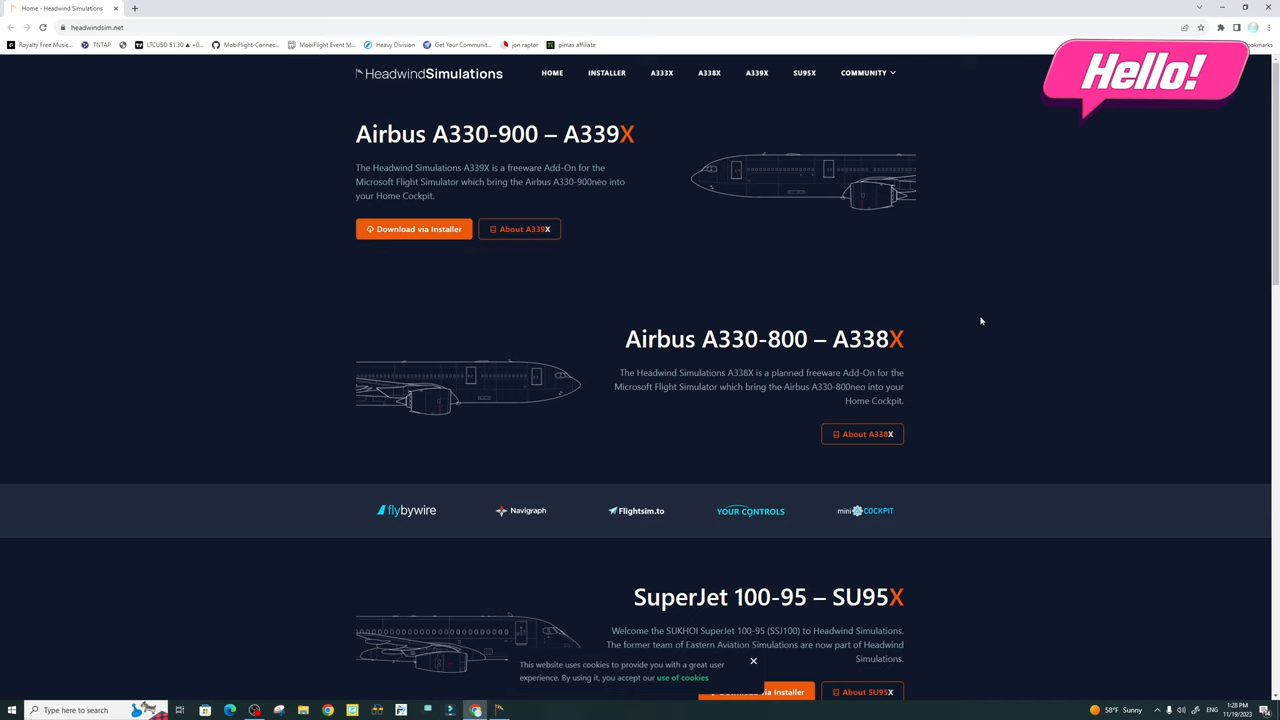 Home - Headwind Simulations
headwindsim.net
Royalty Free Music...
TNTAP
LTCUSD 51.30 ▲ +0...
MobiFlight-Connec...
MobiFlight Event M...
Heavy Division
Get Your Communit...
jon raptor
pimax affiliate
HeadwindSimulations
HOME
INSTALLER
A333X
A338X
A339X
SU95X
COMMUNITY
Hello!
Airbus A330-900 – A339X
The Headwind Simulations A339X is a freeware Add-On for the
Microsoft Flight Simulator which bring the Airbus A330-900neo into
your Home Cockpit.
Download via Installer
About A339X
Airbus A330-800 – A338X
The Headwind Simulations A338X is a planned freeware Add-On for the
Microsoft Flight Simulator which bring the Airbus A330-800neo into your
Home Cockpit.
About A338X
flybywire
Navigraph
Flightsim.to
YOUR CONTROLS
mini COCKPIT
SuperJet 100-95 – SU95X
Welcome the SUKHOI SuperJet 100-95 (SSJ100) to Headwind Simulations.
The former team of Eastern Aviation Simulations are now part of Headwind
Simulations.
This website uses cookies to provide you with a great user
experience. By using it, you accept our use of cookies
via Installer
About SU95X
Type here to search
58°F Sunny
ENG
1:28 PM
11/19/2023